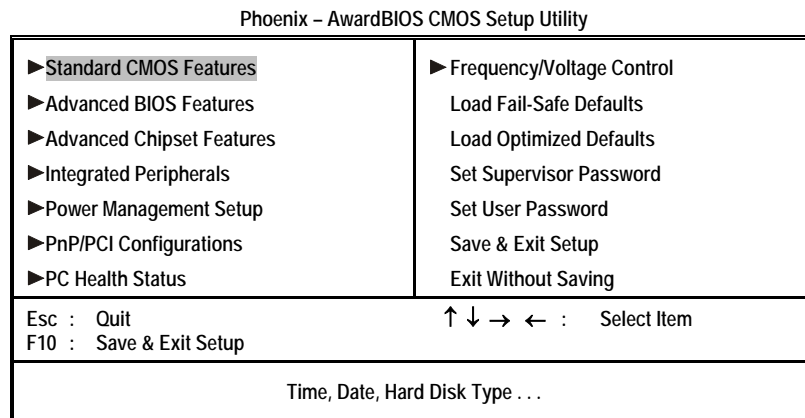 Phoenix – AwardBIOS CMOS Setup Utility
►Standard CMOS Features
►Advanced BIOS Features
►Advanced Chipset Features
►Integrated Peripherals
►Power Management Setup
►PnP/PCI Configurations
►PC Health Status
►Frequency/Voltage Control
Load Fail-Safe Defaults
Load Optimized Defaults
Set Supervisor Password
Set User Password
Save & Exit Setup
Exit Without Saving
Esc : Quit
F10 : Save & Exit Setup
↑ ↓ → ← : Select Item
Time, Date, Hard Disk Type . . .